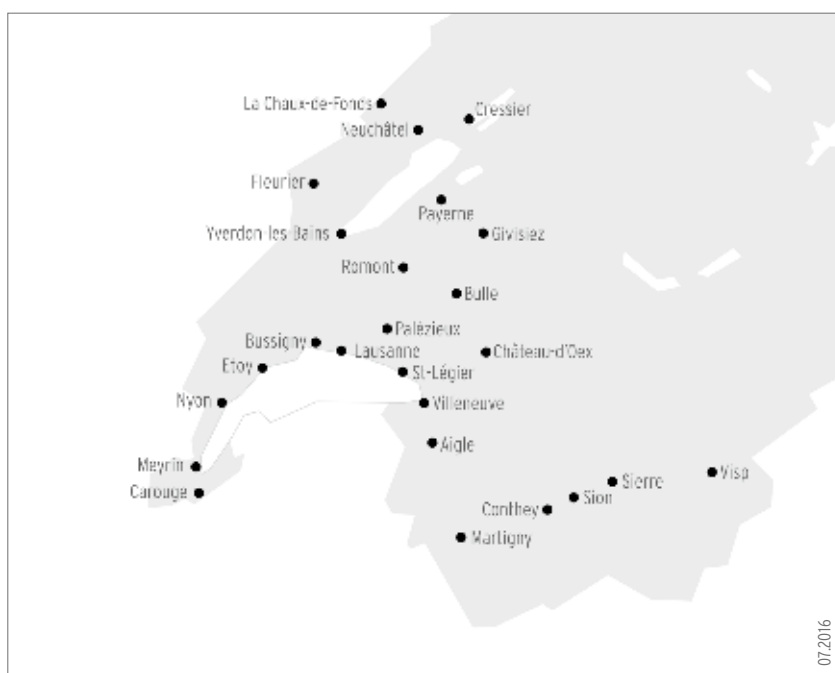 La Chaux-de-Fonds
Cressier
Neuchâtel
Fleurier
Payerne
Yverdon-les-Bains
Givisiez
Romont
Bulle
Palézieux
Bussigny
Lausanne
Château-d'Oex
Etoy
St-Légier
Nyon
Villeneuve
Aigle
Meyrin
Visp
Sierre
Carouge
Sion
Conthey
Martigny
07.2016